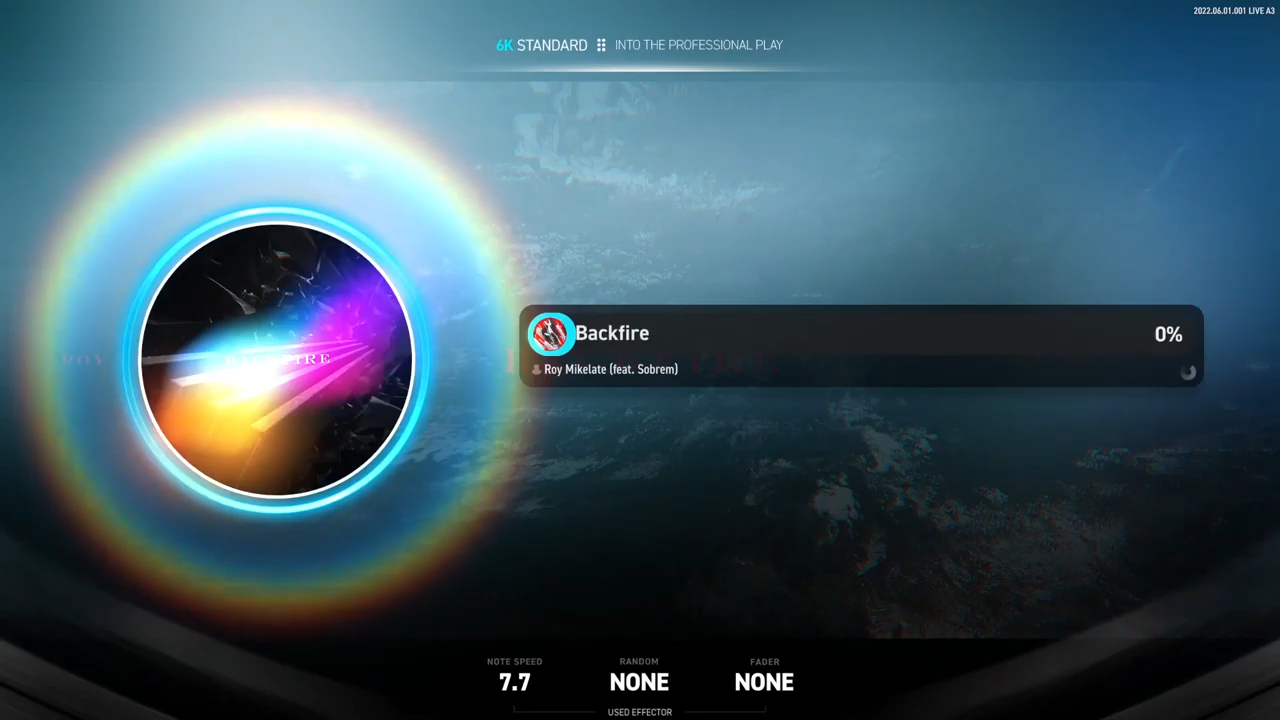 2022.06.01.001 LIVE A3
6K STANDARD INTO THE PROFESSIONAL PLAY
BACKFIRE
Backfire
0%
Roy Mikelate (feat. Sobrem)
NOTE SPEED RANDOM FADER
7.7 NONE NONE
USED EFFECTOR